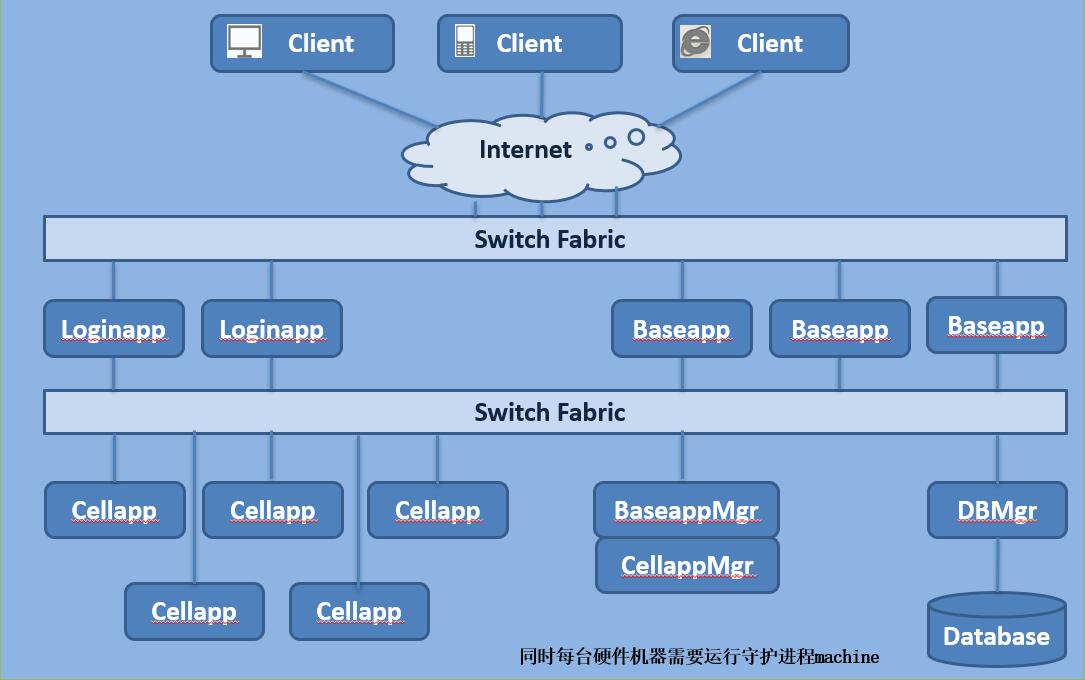 Client
Client
Client
Internet
Switch Fabric
Loginapp
Loginapp
Baseapp
Baseapp
Baseapp
Switch Fabric
Cellapp
Cellapp
Cellapp
BaseappMgr
DBMgr
CellappMgr
Cellapp
Cellapp
Database
同时每台硬件机器需要运行守护进程machine